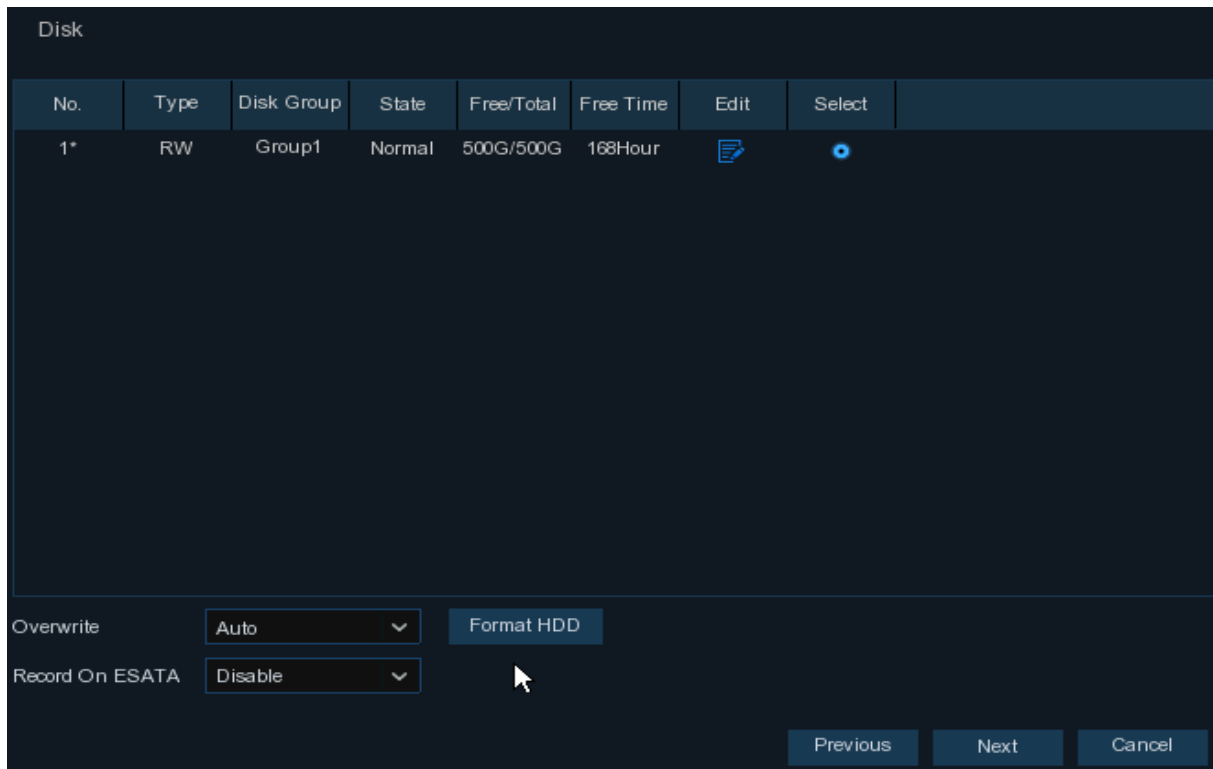 Disk
No. Type Disk Group State Free/Total Free Time Edit Select
1* RW Group1 Normal 500G/500G 168Hour
Overwrite Auto Format HDD
Record On ESATA Disable
Previous Next Cancel